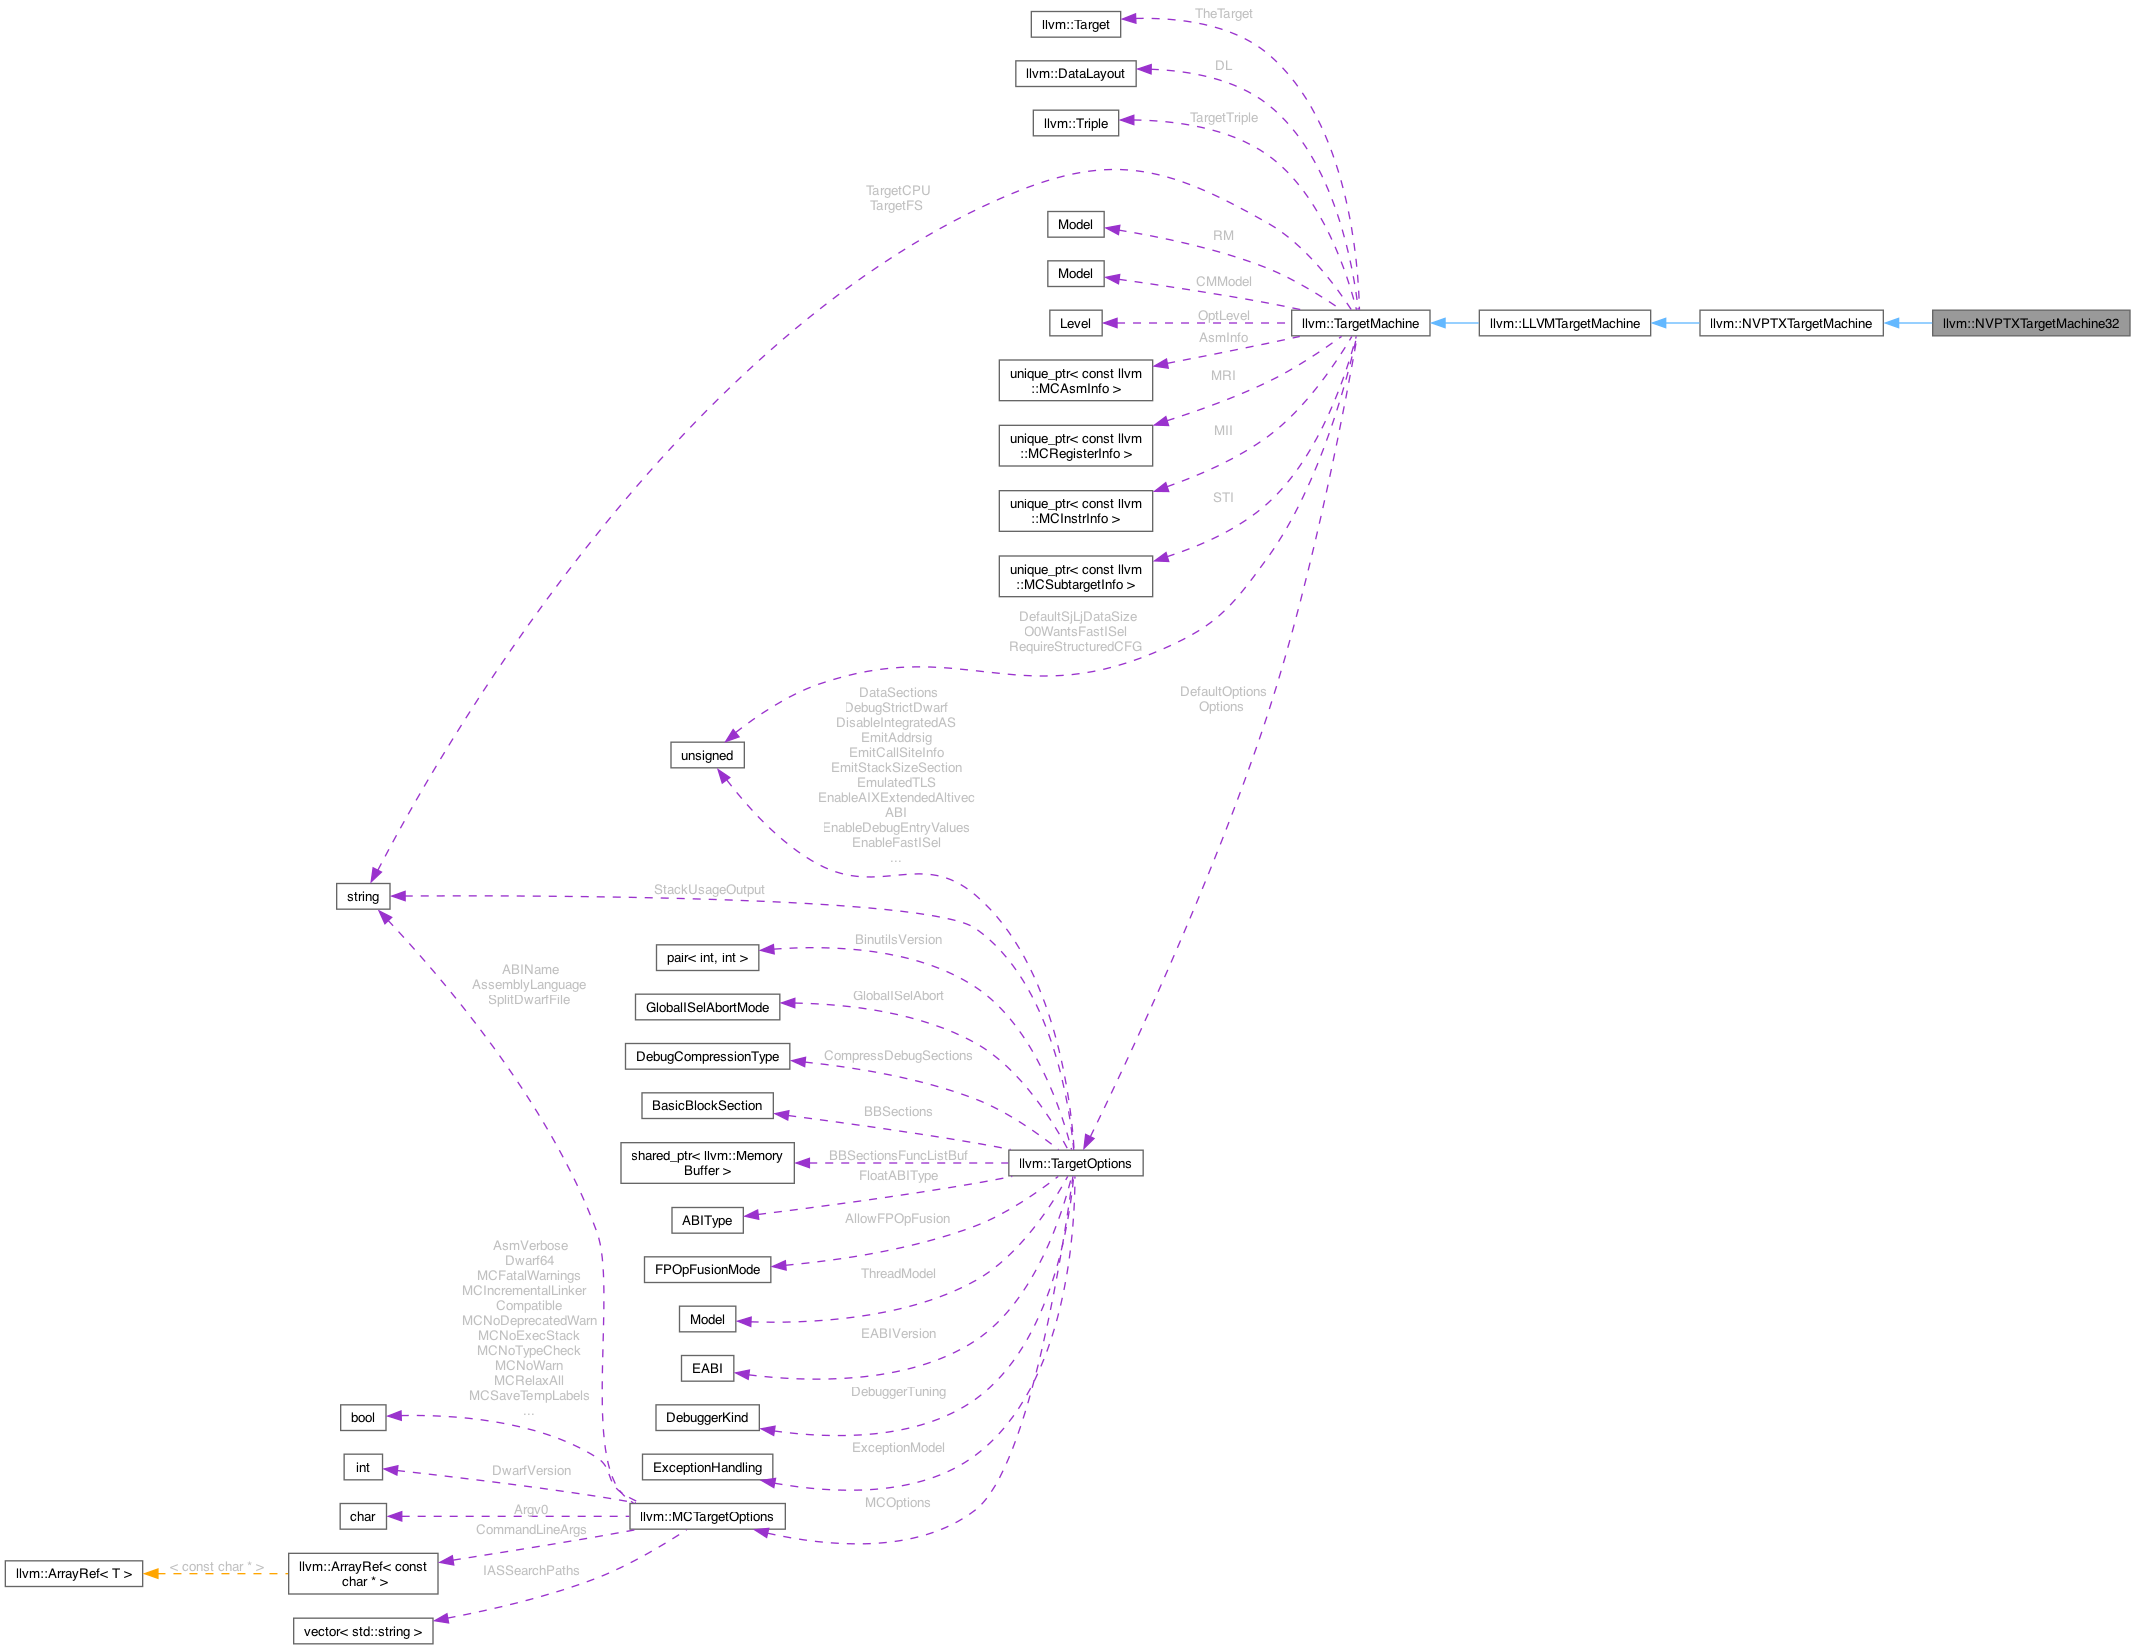 TheTarget
llvm::Target
DL
llvm::DataLayout
TargetTriple
llvm::Triple
TargetCPU
TargetFS
Model
RM
Model
CMModel
Level
OptLevel
llvm::TargetMachine
llvm::LLVMTargetMachine
llvm::NVPTXTargetMachine
llvm::NVPTXTargetMachine32
AsmInfo
unique_ptr< const llvm
::MCAsmInfo >
MRI
unique_ptr< const llvm
::MCRegisterInfo >
MII
unique_ptr< const llvm
::MCInstrInfo >
STI
unique_ptr< const llvm
::MCSubtargetInfo >
DefaultSjLjDataSize
O0WantsFastISel
RequireStructuredCFG
DefaultOptions
Options
DataSections
DebugStrictDwarf
DisableIntegratedAS
EmitAddrsig
EmitCallSiteInfo
EmitStackSizeSection
EmulatedTLS
EnableAIXExtendedAltivec
ABI
EnableDebugEntryValues
EnableFastISel
...
unsigned
string
StackUsageOutput
BinutilsVersion
pair< int, int >
ABIName
AssemblyLanguage
SplitDwarfFile
GlobalISelAbort
GlobalISelAbortMode
CompressDebugSections
DebugCompressionType
BBSections
BasicBlockSection
BBSectionsFuncListBuf
shared_ptr< llvm::Memory
Buffer >
llvm::TargetOptions
FloatABIType
ABIType
AllowFPOpFusion
FPOpFusionMode
ThreadModel
Model
EABIVersion
EABI
DebuggerTuning
DebuggerKind
ExceptionModel
ExceptionHandling
MCOptions
AsmVerbose
Dwarf64
MCFatalWarnings
MCIncrementalLinker
Compatible
MCNoDeprecatedWarn
MCNoExecStack
MCNoTypeCheck
MCNoWarn
MCRelaxAll
MCSaveTempLabels
...
bool
int
DwarfVersion
char
Argv0
llvm::MCTargetOptions
CommandLineArgs
llvm::ArrayRef< T >
< const char * >
llvm::ArrayRef< const
char * >
IASSearchPaths
vector< std::string >